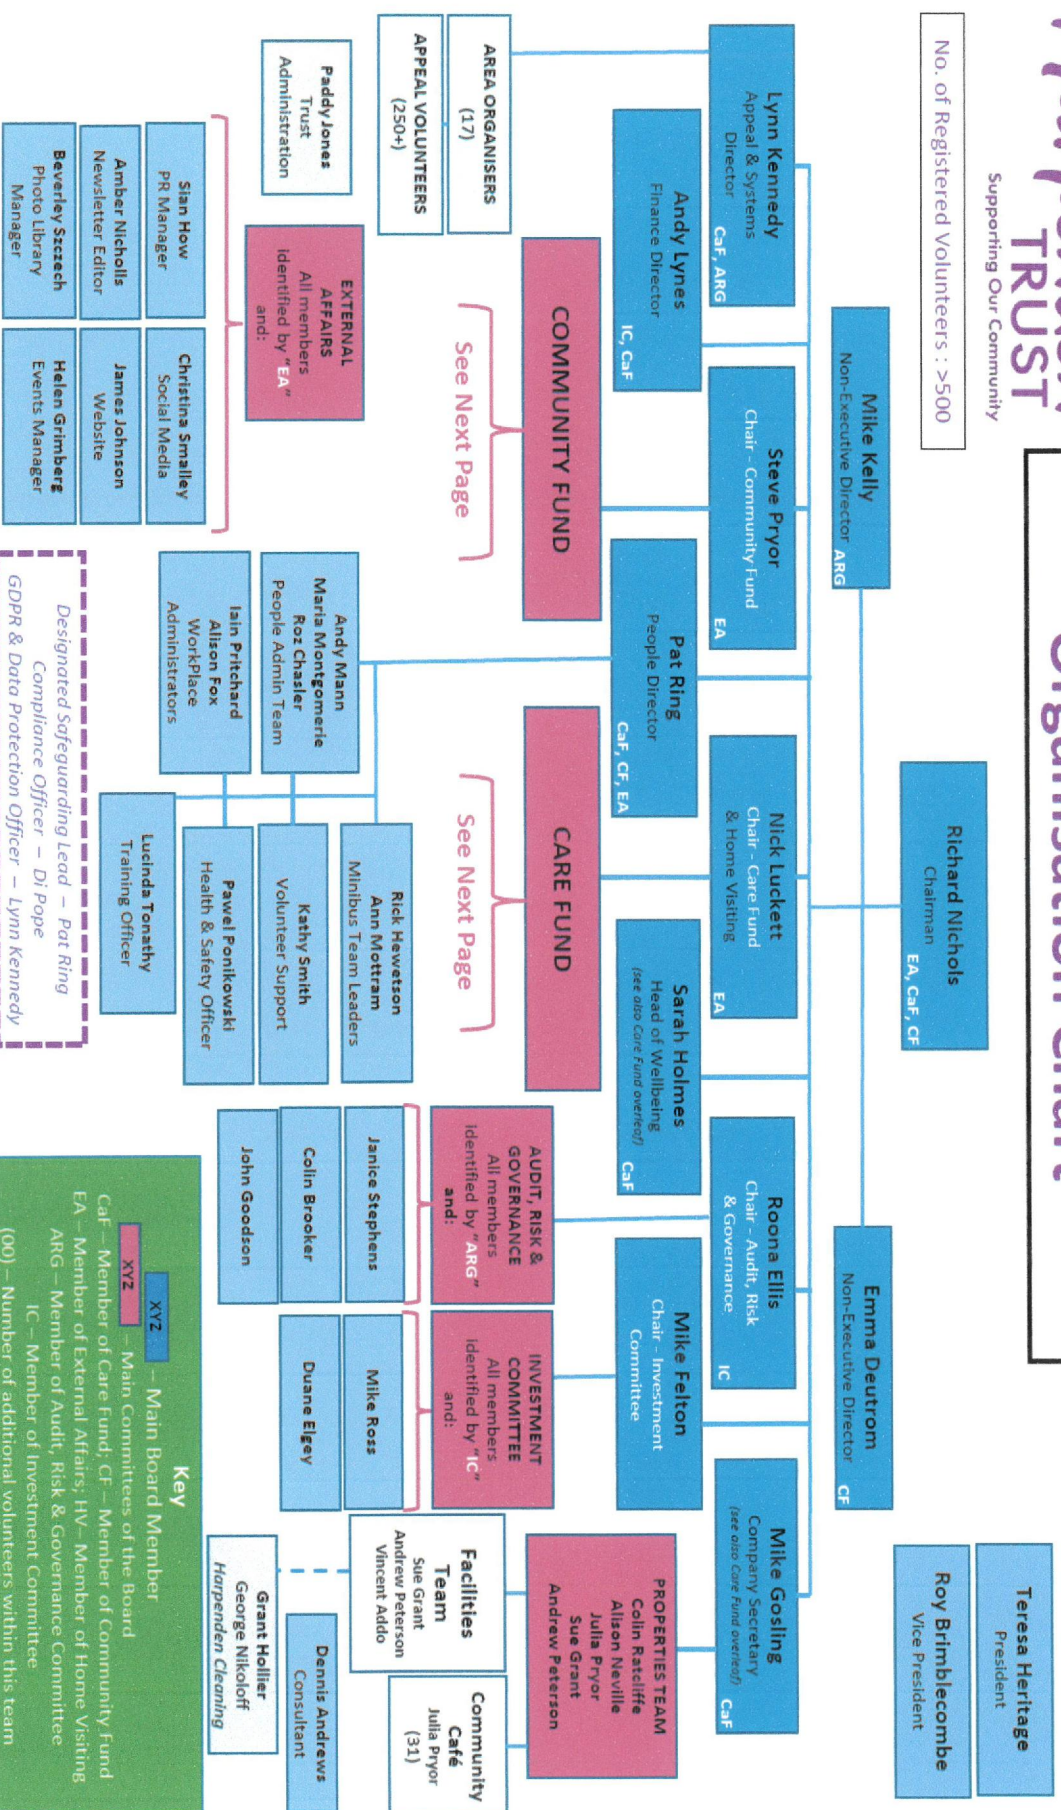 TRUST
Supporting Our Community
Organisational Chart
No. of Registered Volunteers : >500
Teresa Heritage
President
Roy Brimblecombe
Vice President
Richard Nichols
Chairman
EA, CaF, CF
Mike Kelly
Non-Executive Director
ARG
Emma Deutrom
Non-Executive Director
CF
Lynn Kennedy
Appeal & Systems
Director
CaF, ARG
Steve Pryor
Chair - Community Fund
EA
Nick Luckett
Chair - Care Fund
& Home Visiting
EA
Roona Ellis
Chair - Audit, Risk
& Governance
IC
Mike Gosling
Company Secretary
(see also Care Fund overleaf)
CaF
Andy Lynes
Finance Director
IC, CaF
Pat Ring
People Director
CaF, CF, EA
Sarah Holmes
Head of Wellbeing
(see also Care Fund overleaf)
CaF
Mike Felton
Chair - Investment
Committee
AREA ORGANISERS
(17)
APPEAL VOLUNTEERS
(250+)
COMMUNITY FUND
See Next Page
CARE FUND
See Next Page
AUDIT, RISK &
GOVERNANCE
All members
identified by "ARG"
and:
Janice Stephens
Colin Brooker
John Goodson
INVESTMENT
COMMITTEE
All members
identified by "IC"
and:
Mike Ross
Duane Elgey
PROPERTIES TEAM
Colin Ratcliffe
Alison Neville
Julia Pryor
Sue Grant
Andrew Peterson
Facilities
Team
Sue Grant
Andrew Peterson
Vincent Addo
Community
Café
Julia Pryor
(31)
Dennis Andrews
Consultant
Grant Hollier
George Nikoloff
Harpenden Cleaning
Paddy Jones
Trust
Administration
EXTERNAL
AFFAIRS
All members
identified by "EA"
and:
Sian How
PR Manager
Christina Smalley
Social Media
Amber Nicholls
Newsletter Editor
James Johnson
Website
Beverley Szczech
Photo Library
Manager
Helen Grimberg
Events Manager
Andy Mann
Maria Montgomerie
Roz Chasler
People Admin Team
Rick Hewetson
Ann Mottram
Minibus Team Leaders
Kathy Smith
Volunteer Support
Iain Pritchard
Alison Fox
WorkPlace
Administrators
Pawel Ponikowski
Health & Safety Officer
Lucinda Tonathy
Training Officer
Designated Safeguarding Lead – Pat Ring
Compliance Officer – Di Pope
GDPR & Data Protection Officer – Lynn Kennedy
Key
XYZ – Main Board Member
XYZ – Main Committees of the Board
CaF – Member of Care Fund; CF – Member of Community Fund
EA – Member of External Affairs; HV – Member of Home Visiting
ARG – Member of Audit, Risk & Governance Committee
IC – Member of Investment Committee
(00) – Number of additional volunteers within this team